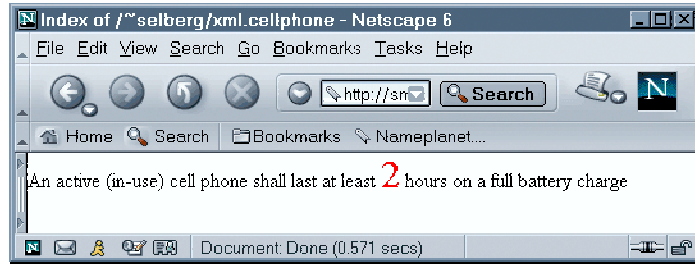 Index of /~selberg/xml.cellphone - Netscape 6
File Edit View Search Go Bookmarks Tasks Help
http://sm Search N
Home Search Bookmarks Nameplanet....
An active (in-use) cell phone shall last at least 2 hours on a full battery charge
Document: Done (0.571 secs)